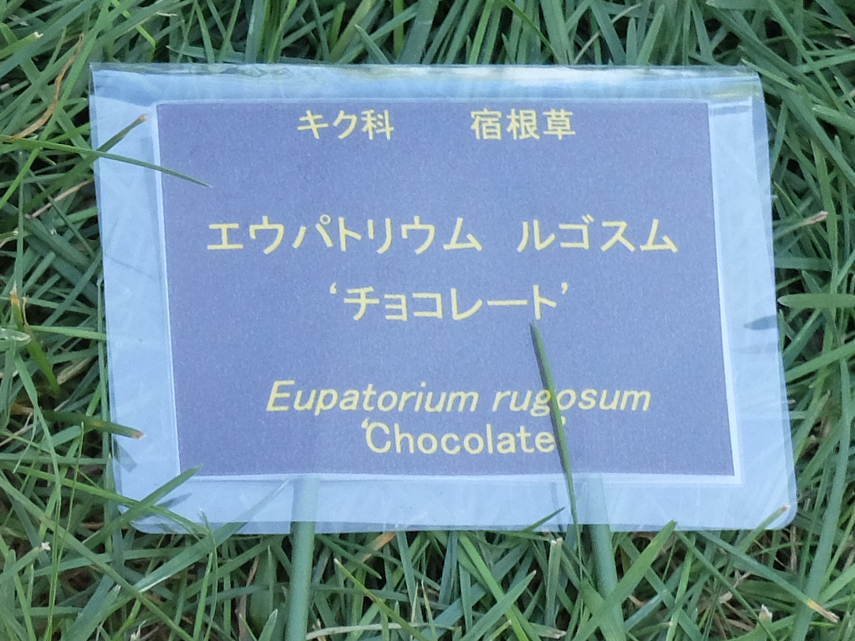 キク科 宿根草
エウパトリウム ルゴスム
‘チョコレート’
Eupatorium rugosum
‘Chocolate’